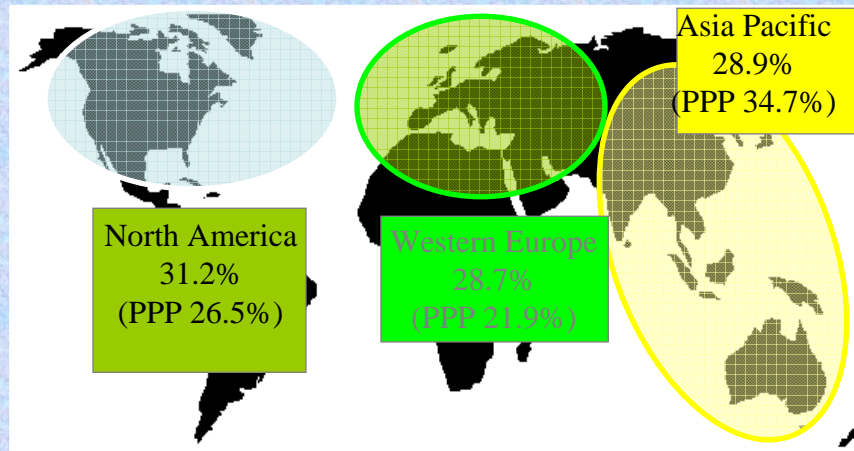 North America
31.2%
(PPP 26.5%)
Western Europe
28.7%
(PPP 21.9%)
Asia Pacific
28.9%
(PPP 34.7%)